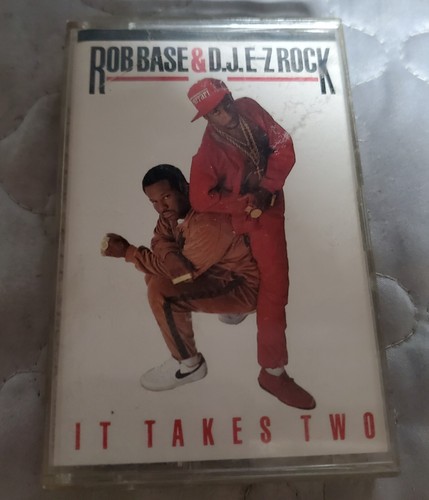 ROB BASE & D.J. E-Z ROCK
IT TAKES TWO